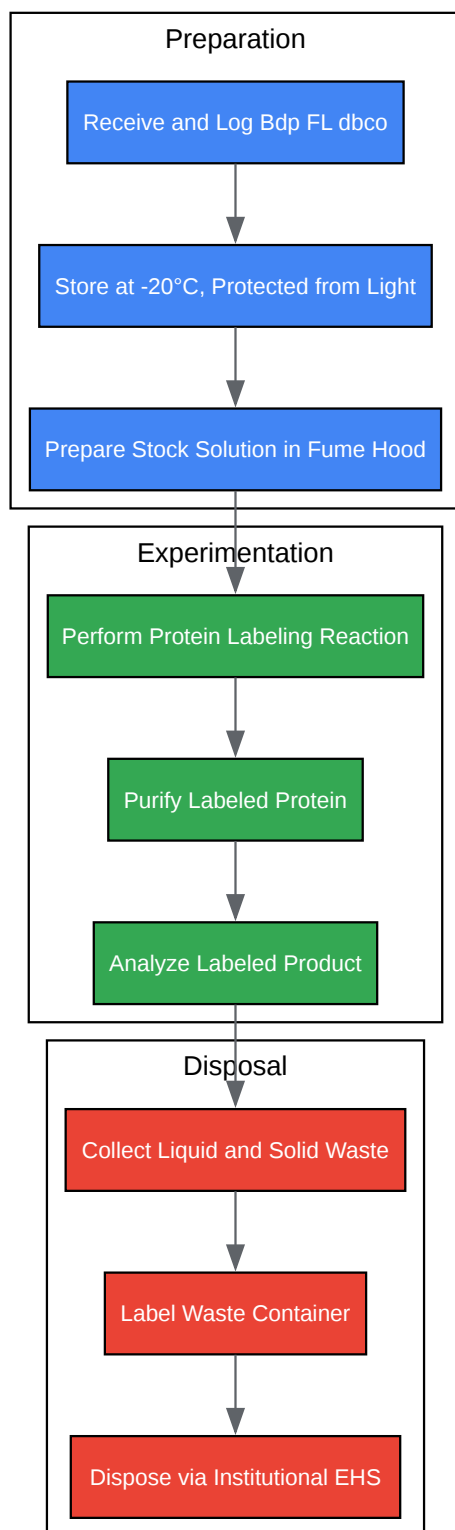 Preparation
Receive and Log Bdp FL dbco
Store at -20°C, Protected from Light
Prepare Stock Solution in Fume Hood
Experimentation
Perform Protein Labeling Reaction
Purify Labeled Protein
Analyze Labeled Product
Disposal
Collect Liquid and Solid Waste
Label Waste Container
Dispose via Institutional EHS